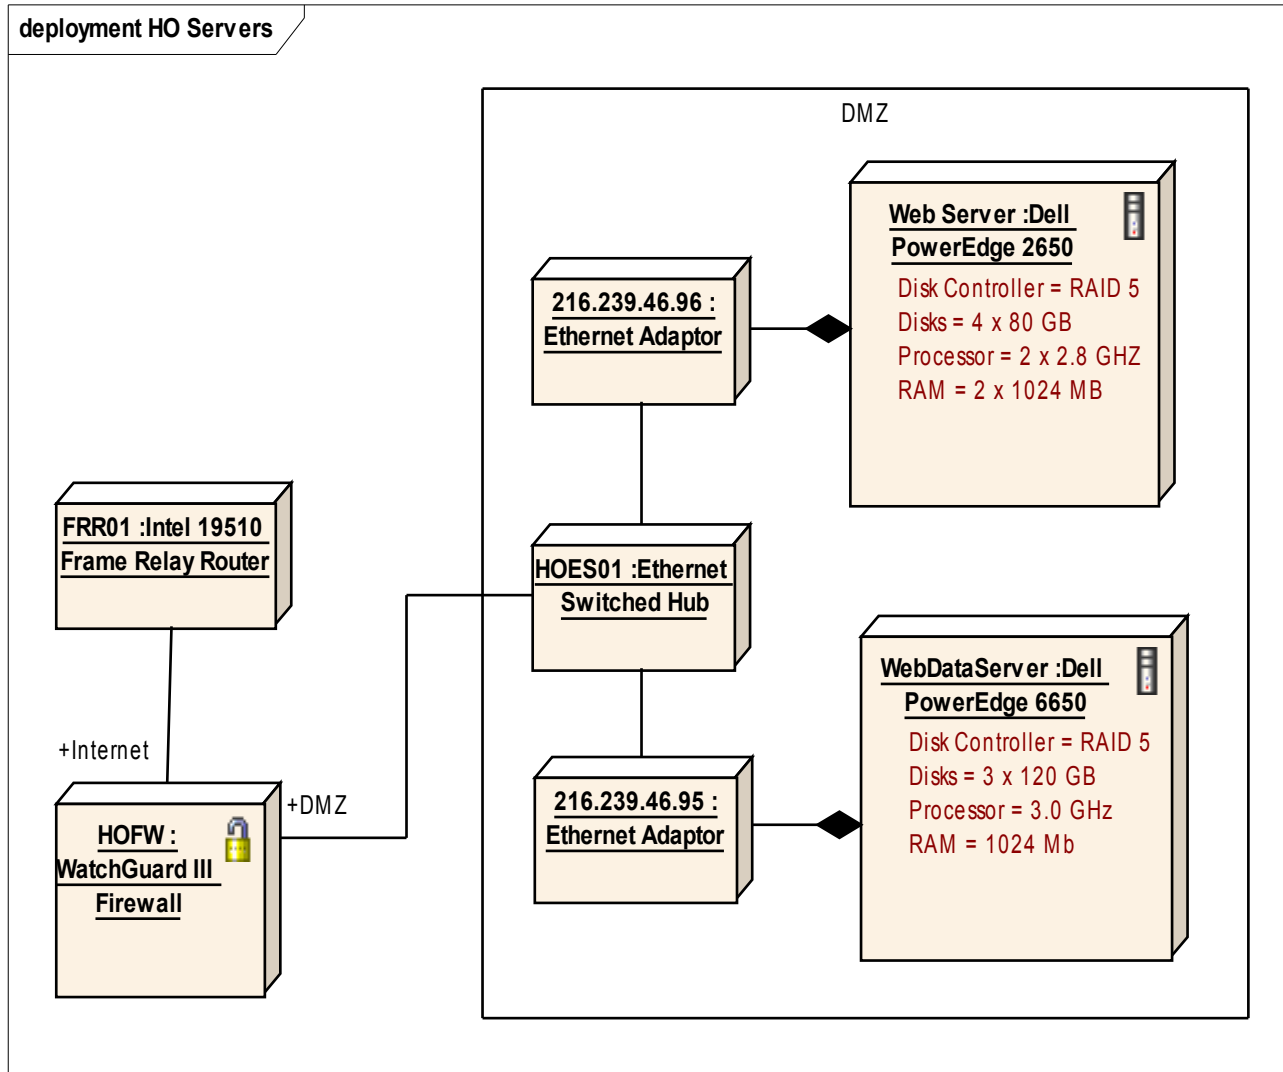 deployment HO Servers
DMZ
Web Server :Dell
PowerEdge 2650
Disk Controller = RAID 5
Disks = 4 x 80 GB
Processor = 2 x 2.8 GHZ
RAM = 2 x 1024 MB
216.239.46.96 :
Ethernet Adaptor
FRR01 :Intel 19510
Frame Relay Router
HOES01 :Ethernet
Switched Hub
WebDataServer :Dell
PowerEdge 6650
Disk Controller = RAID 5
Disks = 3 x 120 GB
Processor = 3.0 GHz
RAM = 1024 Mb
+Internet
+DMZ
HOFW :
WatchGuard III
Firewall
216.239.46.95 :
Ethernet Adaptor